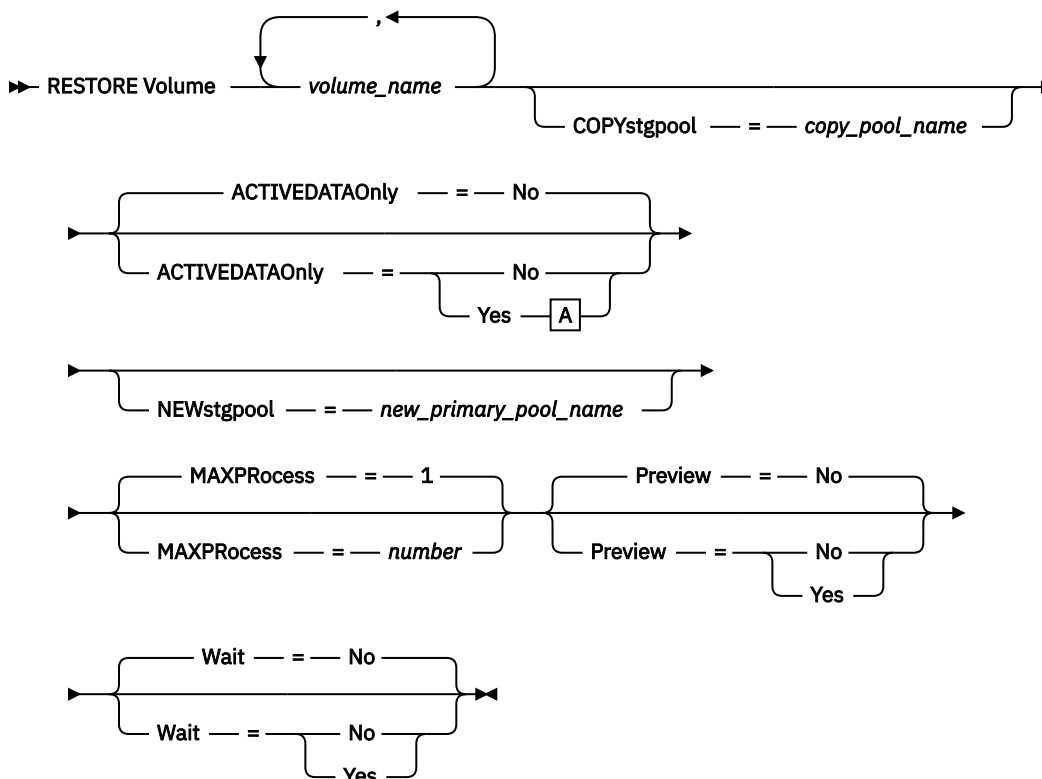 ,
RESTORE Volume volume_name
COPYstgpool = copy_pool_name
ACTIVEDATAOnly = No
ACTIVEDATAOnly = No
Yes A
NEWstgpool = new_primary_pool_name
MAXPRocess = 1 Preview = No
MAXPRocess = number Preview = No
Yes
Wait = No
Wait = No
Yes